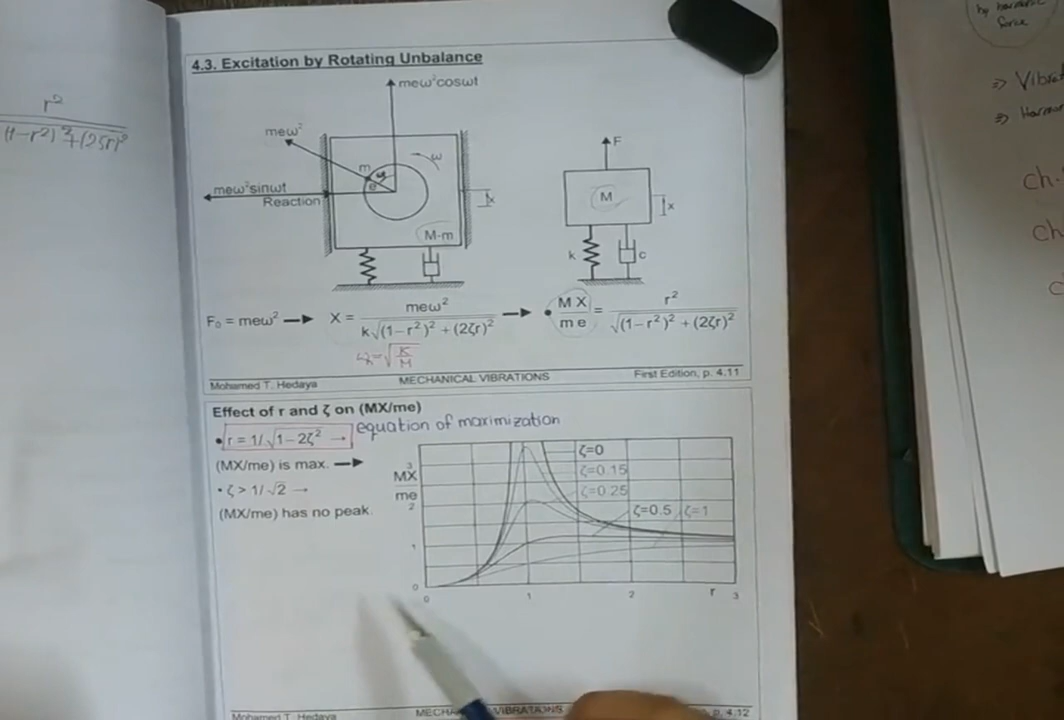 r²
(1-r²)²+(2ζr)²
4.3. Excitation by Rotating Unbalance
meω²cosωt
meω²
m
ω
e
meω²sinωt
Reaction
x
M-m
F
M
x
k
c
F₀ = meω² → X = meω² / k√(1−r²)² + (2ζr)² → • MX / me = r² / √(1−r²)² + (2ζr)²
Mohamed T. Hedaya MECHANICAL VIBRATIONS First Edition, p. 4.11
Effect of r and ζ on (MX/me)
• r = 1/√1−2ζ² → equation of maximization
(MX/me) is max. →
• ζ > 1/√2 →
(MX/me) has no peak.
MX
me
3
2
1
0
ζ=0
ζ=0.15
ζ=0.25
ζ=0.5 ζ=1
0 1 2 r 3
Mohamed T. Hedaya VIBRATIONS p. 4.12
by harmonic
force